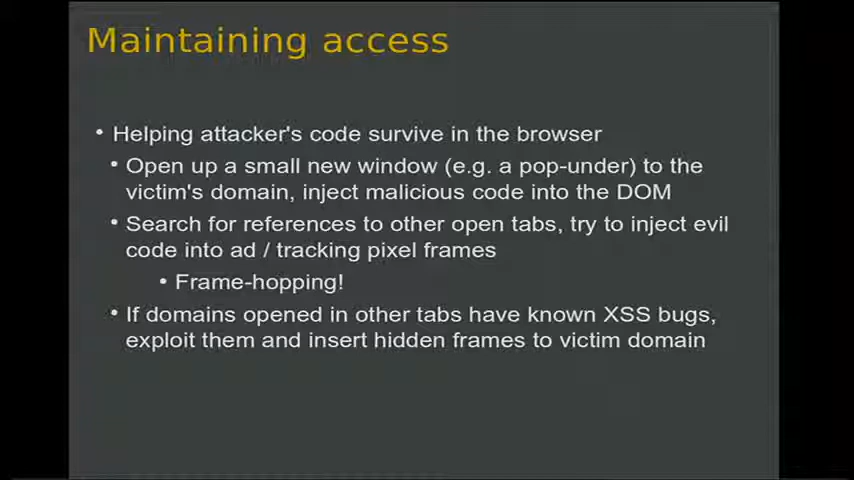 Maintaining access
• Helping attacker's code survive in the browser
• Open up a small new window (e.g. a pop-under) to the
victim's domain, inject malicious code into the DOM
• Search for references to other open tabs, try to inject evil
code into ad / tracking pixel frames
• Frame-hopping!
• If domains opened in other tabs have known XSS bugs,
exploit them and insert hidden frames to victim domain